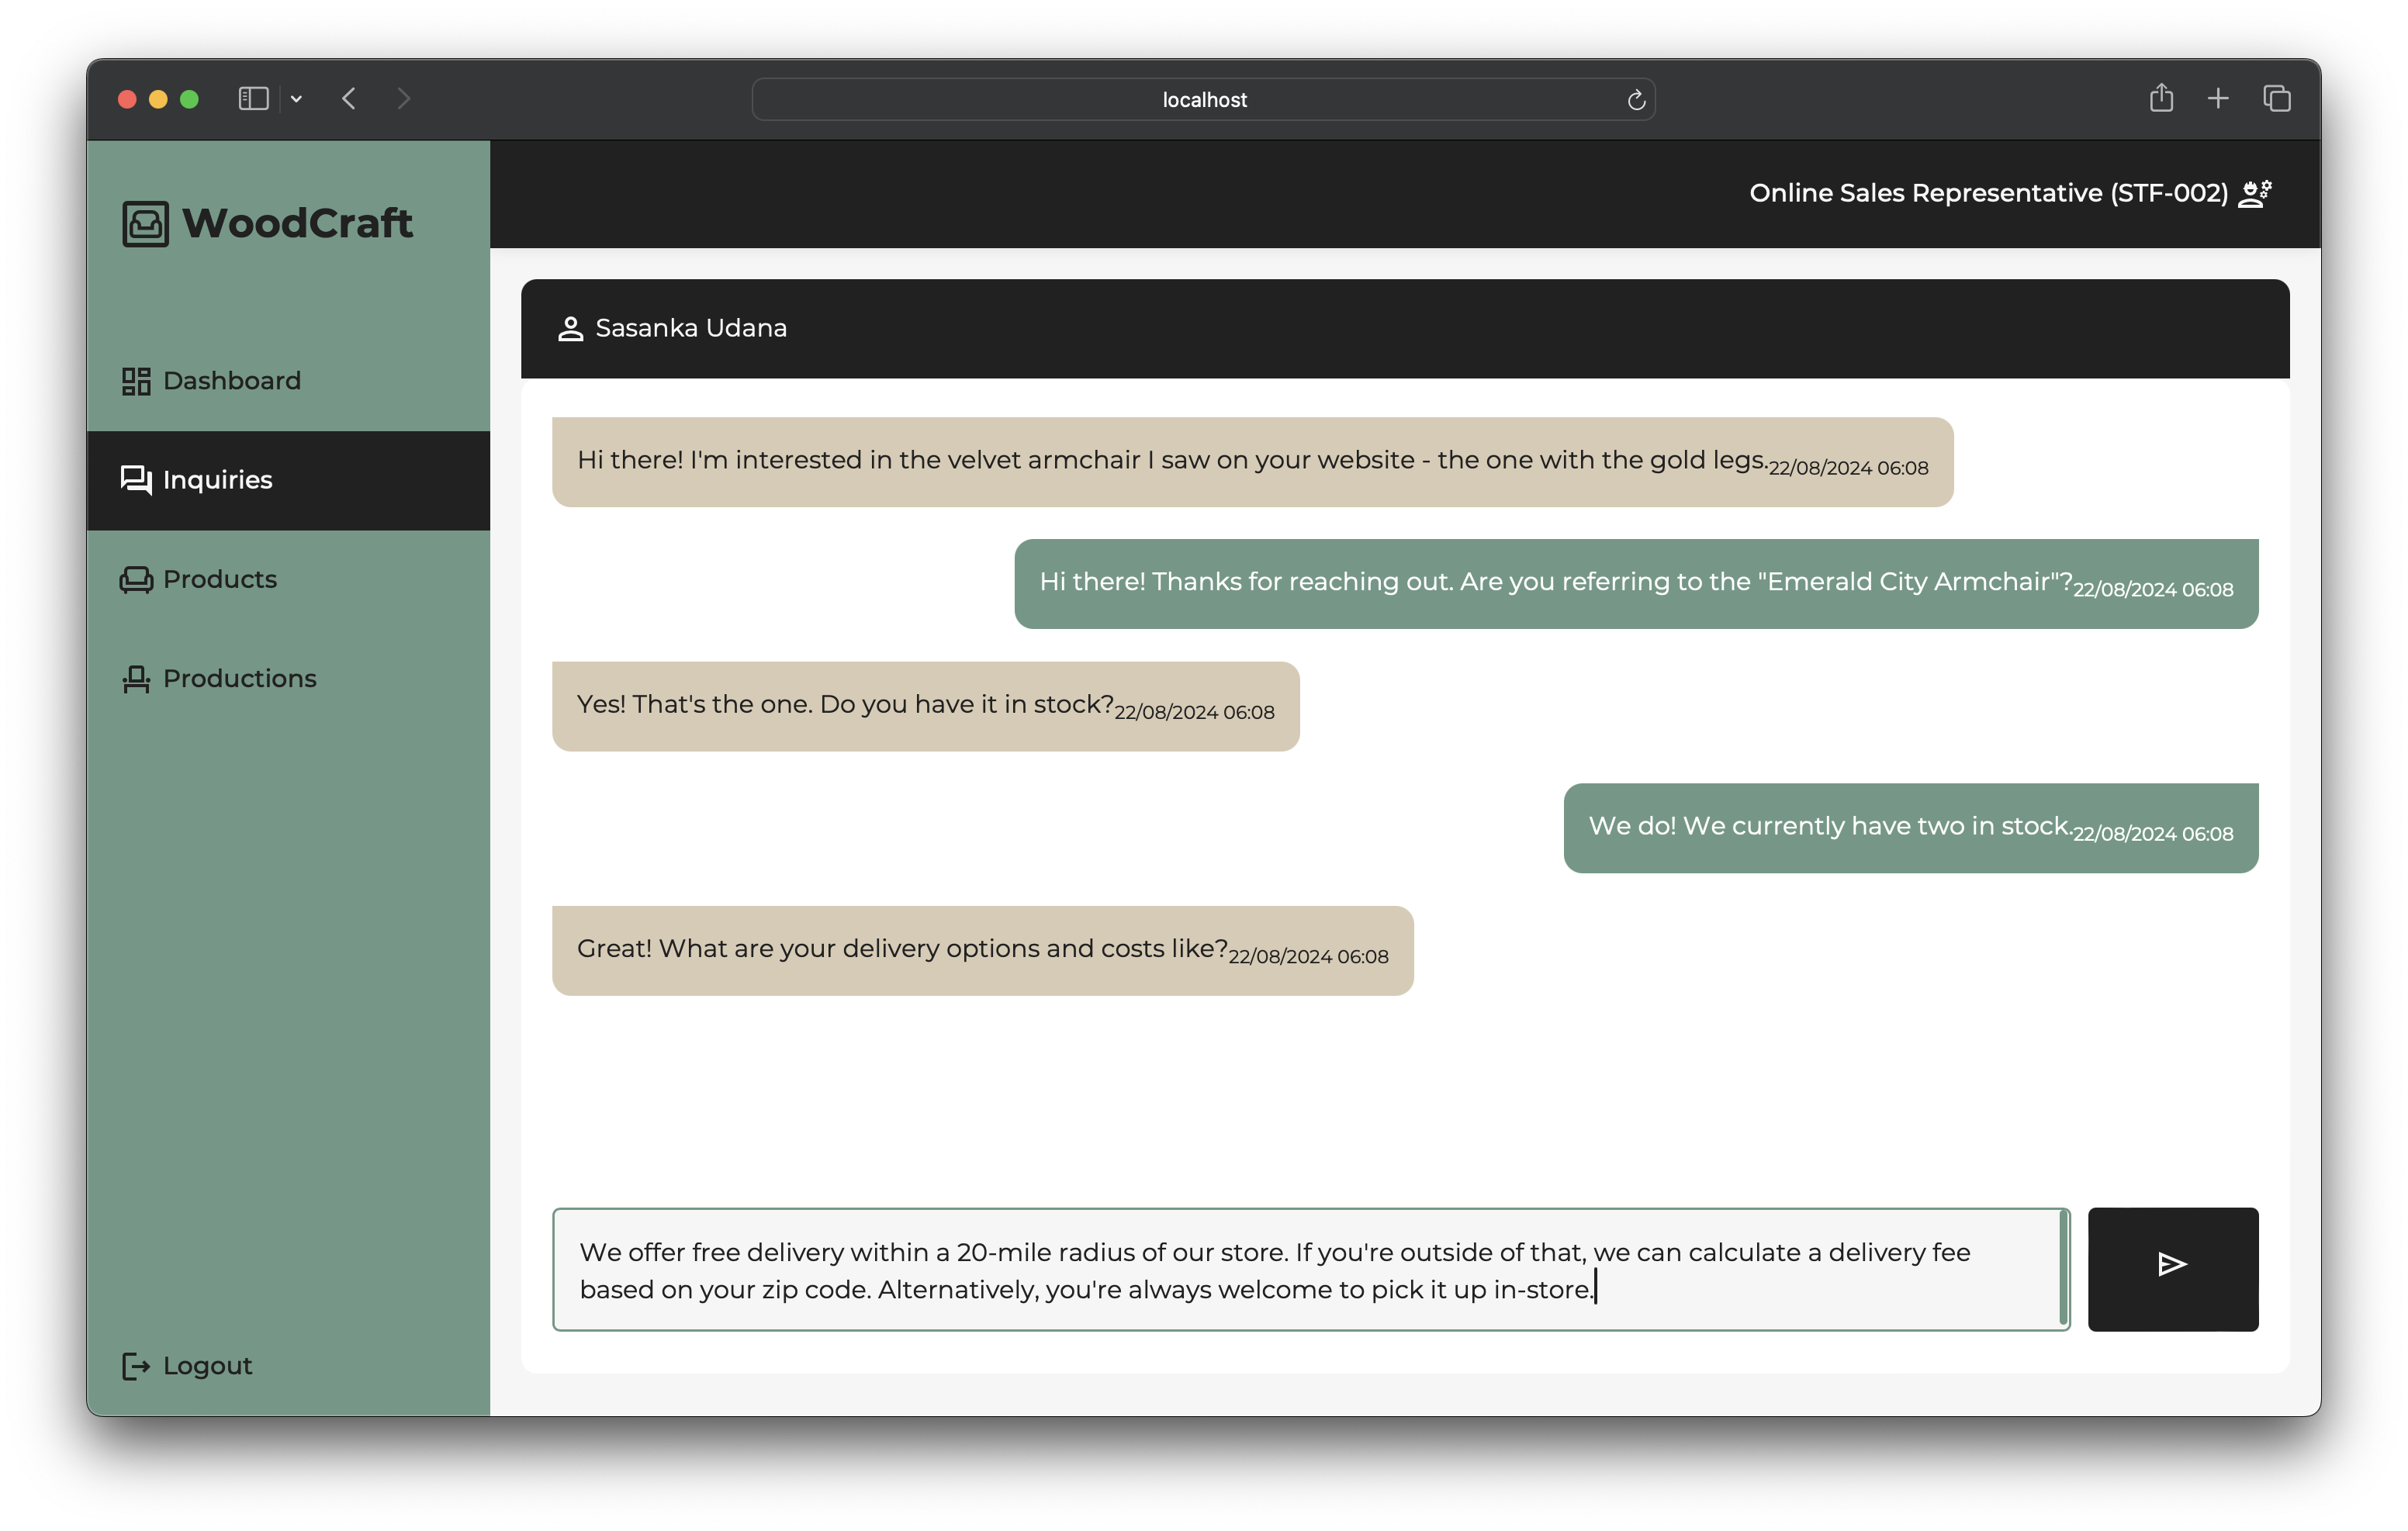 localhost
WoodCraft
Online Sales Representative (STF-002)
Sasanka Udana
Dashboard
Inquiries
Products
Productions
Logout
Hi there! I'm interested in the velvet armchair I saw on your website - the one with the gold legs.22/08/2024 06:08
Hi there! Thanks for reaching out. Are you referring to the "Emerald City Armchair"?22/08/2024 06:08
Yes! That's the one. Do you have it in stock?22/08/2024 06:08
We do! We currently have two in stock.22/08/2024 06:08
Great! What are your delivery options and costs like?22/08/2024 06:08
We offer free delivery within a 20-mile radius of our store. If you're outside of that, we can calculate a delivery fee
based on your zip code. Alternatively, you're always welcome to pick it up in-store.